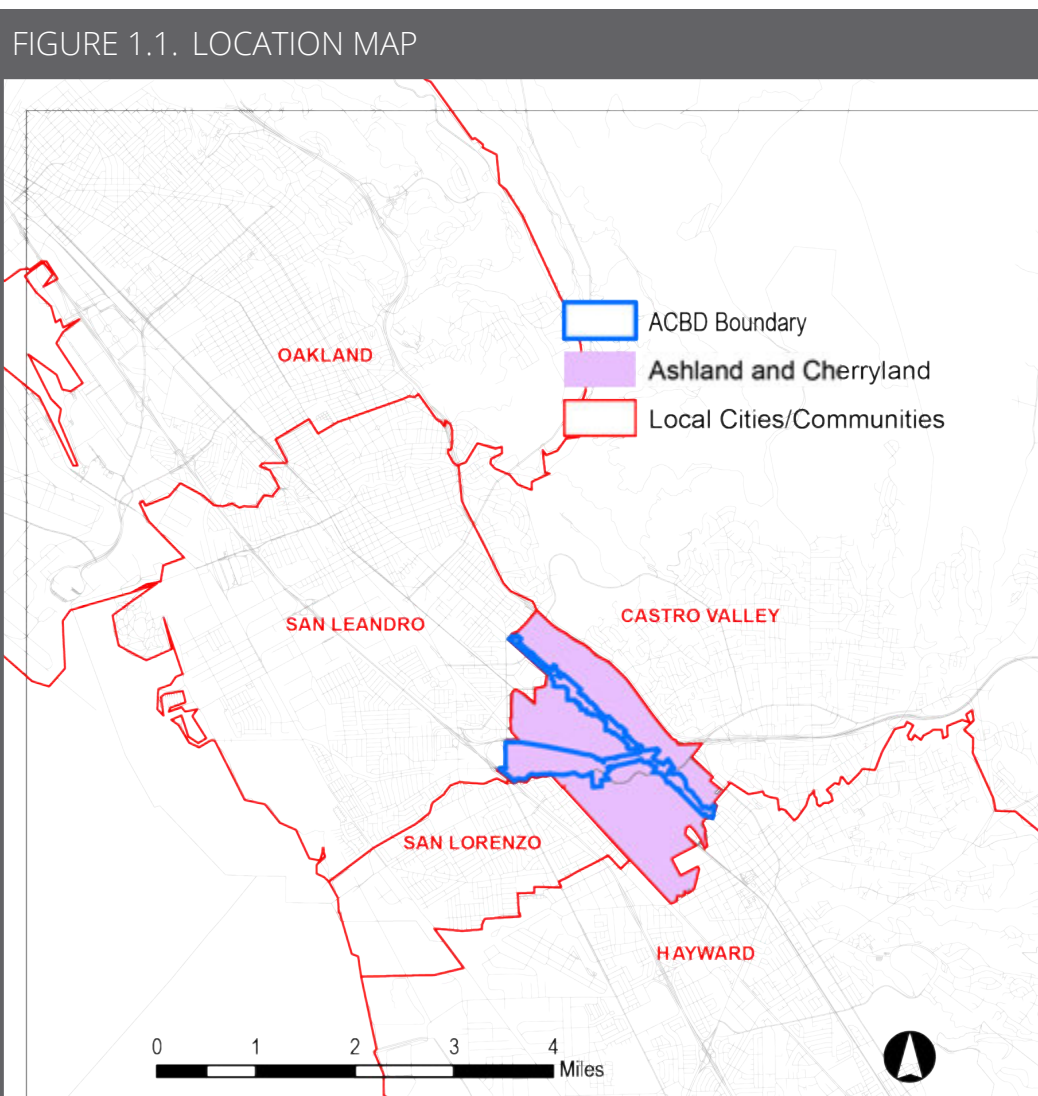 FIGURE 1.1. LOCATION MAP
ACBD Boundary
OAKLAND
Ashland and Cherryland
Local Cities/Communities
CASTRO VALLEY
SAN LEANDRO
SAN LORENZO
HAYWARD
0 1 2 3 4
Miles